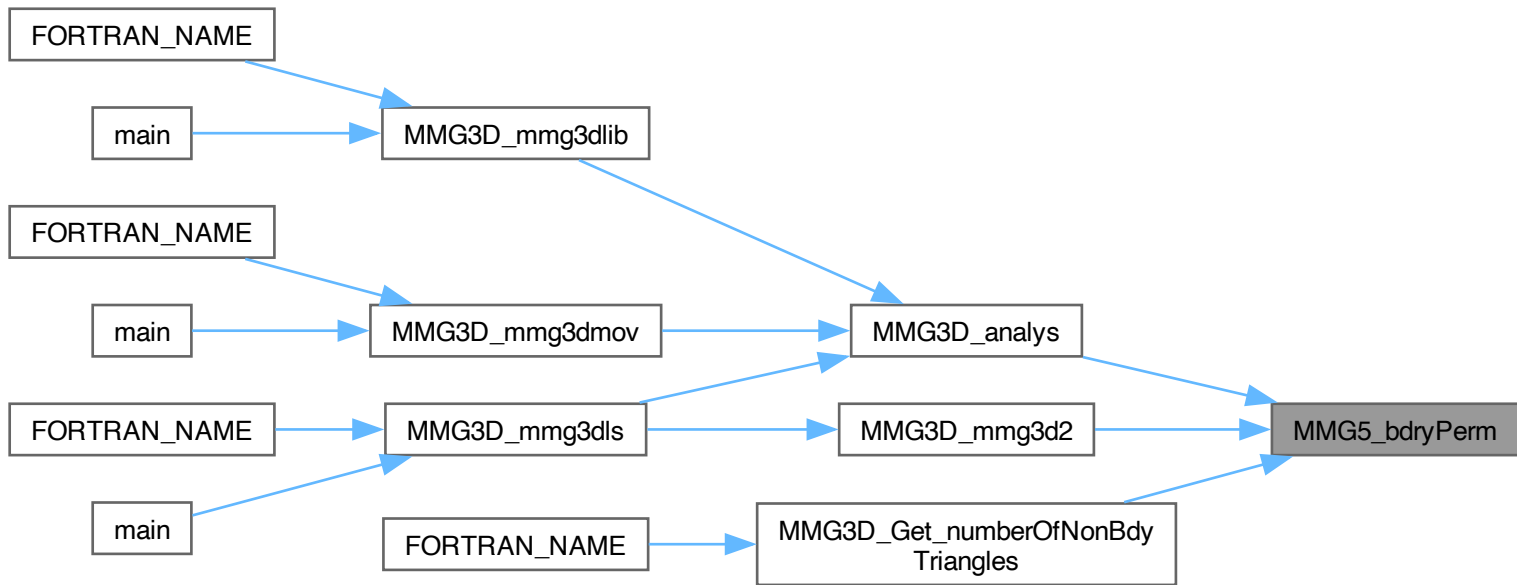 FORTRAN_NAME
main
MMG3D_mmg3dlib
FORTRAN_NAME
main
MMG3D_mmg3dmov
MMG3D_analys
FORTRAN_NAME
MMG3D_mmg3dls
MMG3D_mmg3d2
MMG5_bdryPerm
main
FORTRAN_NAME
MMG3D_Get_numberOfNonBdy
Triangles